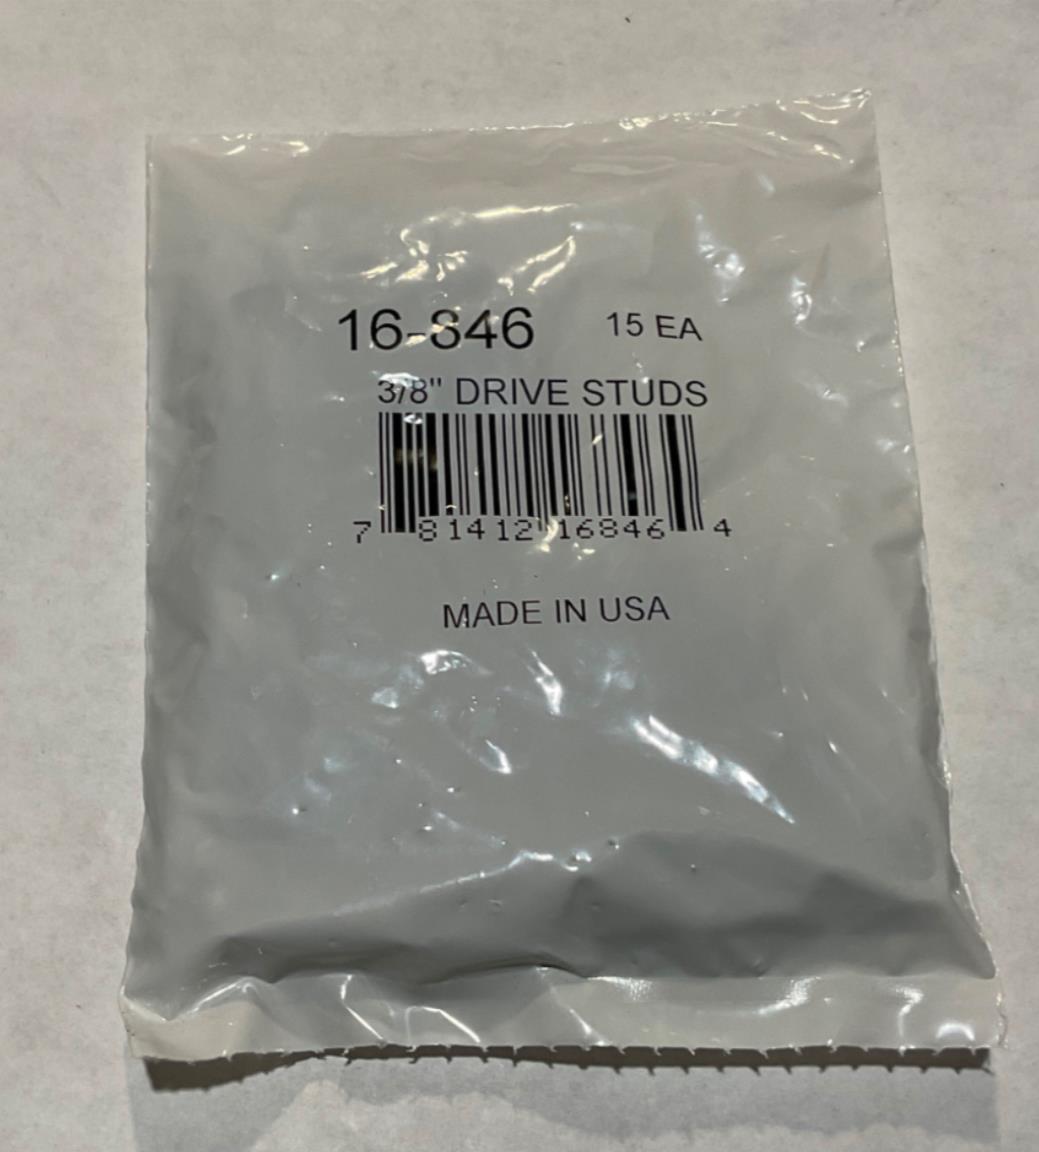 16-846 15 EA
3/8" DRIVE STUDS
7 81412 16846 4
MADE IN USA